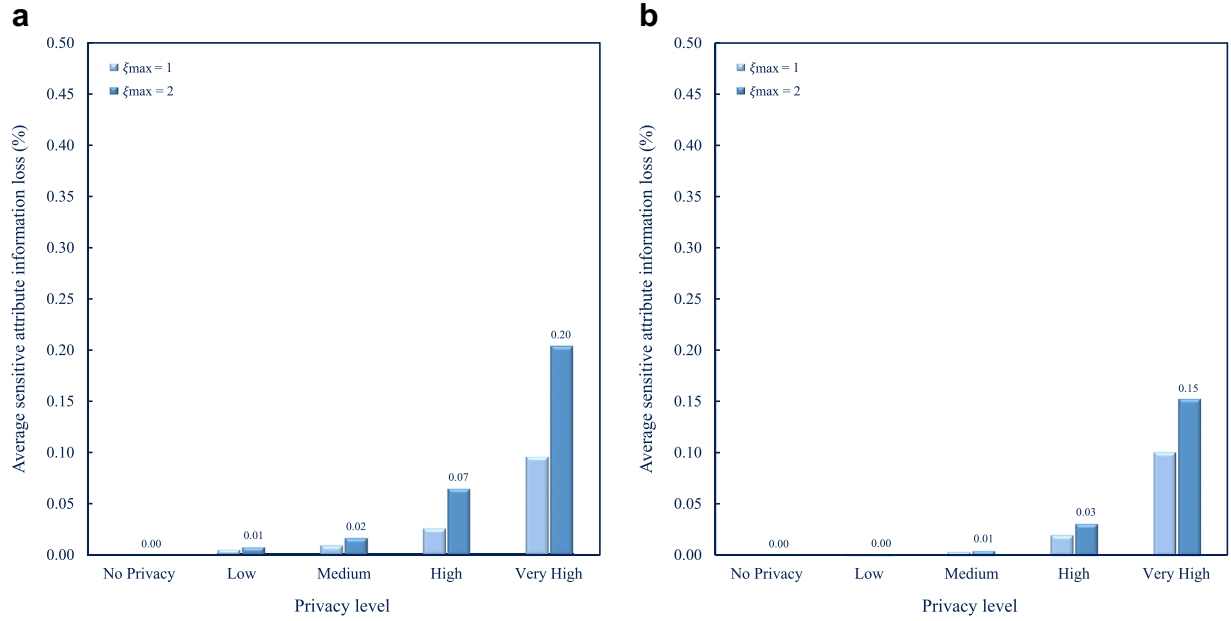 a
Average sensitive attribute information loss (%)
0.50
0.45
0.40
0.35
0.30
0.25
0.20
0.15
0.10
0.05
0.00
ξmax = 1
ξmax = 2
0.00
0.01
0.02
0.07
0.20
No Privacy
Low
Medium
High
Very High
Privacy level
b
Average sensitive attribute information loss (%)
0.50
0.45
0.40
0.35
0.30
0.25
0.20
0.15
0.10
0.05
0.00
ξmax = 1
ξmax = 2
0.00
0.00
0.01
0.03
0.15
No Privacy
Low
Medium
High
Very High
Privacy level